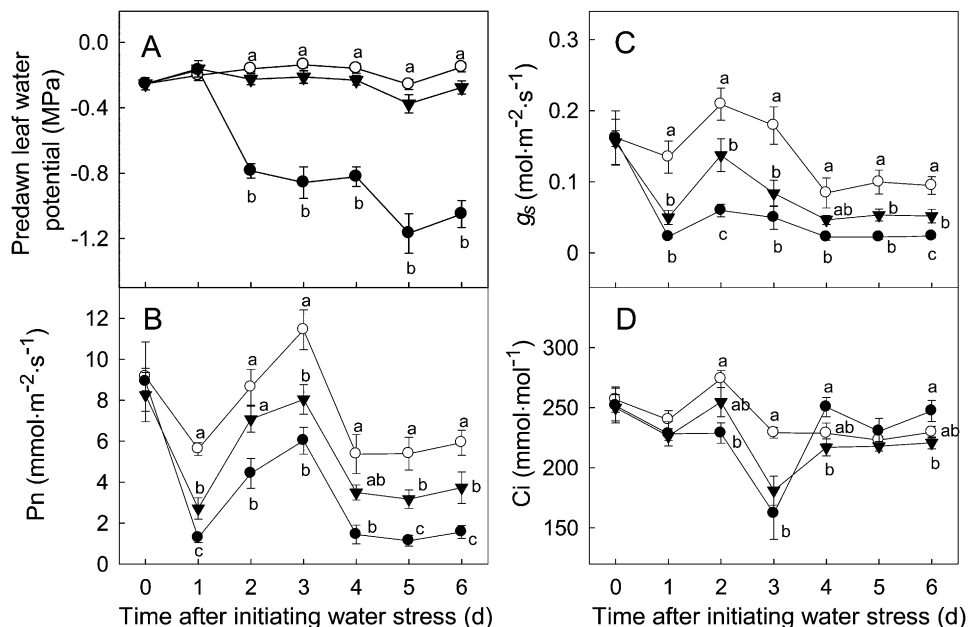 A
0.0
-0.4
-0.8
-1.2
Predawn leaf water
potential (MPa)
a a a a a
b b b b b
B
12
10
8
6
4
2
0
Pn (mmol·m⁻²·s⁻¹)
a a a a a a
b a b ab b b
c b b b c c
0 1 2 3 4 5 6
Time after initiating water stress (d)
C
0.3
0.2
0.1
0
gs (mol·m⁻²·s⁻¹)
a a a a a a
b b b ab b b
b c b b b c
D
300
250
200
150
Ci (mmol·mol⁻¹)
a a a a
ab ab ab
b b b b
0 1 2 3 4 5 6
Time after initiating water stress (d)